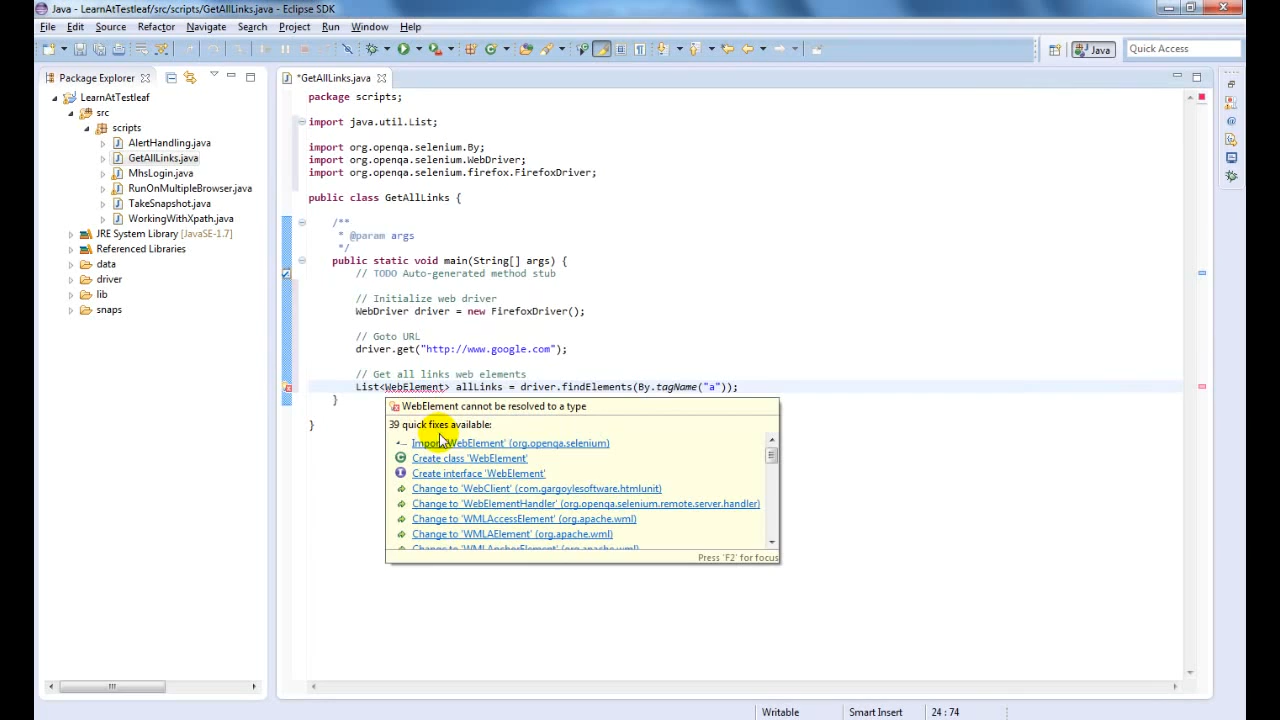 Java - LearnAtTestleaf/src/scripts/GetAllLinks.java - Eclipse SDK
File Edit Source Refactor Navigate Search Project Run Window Help
Java
Quick Access
Package Explorer
LearnAtTestleaf
src
scripts
AlertHandling.java
GetAllLinks.java
MhsLogin.java
RunOnMultipleBrowser.java
TakeSnapshot.java
WorkingWithXpath.java
JRE System Library [JavaSE-1.7]
Referenced Libraries
data
driver
lib
snaps
*GetAllLinks.java
package scripts;
import java.util.List;
import org.openqa.selenium.By;
import org.openqa.selenium.WebDriver;
import org.openqa.selenium.firefox.FirefoxDriver;
public class GetAllLinks {
/**
* @param args
*/
public static void main(String[] args) {
// TODO Auto-generated method stub
// Initialize web driver
WebDriver driver = new FirefoxDriver();
// Goto URL
driver.get("http://www.google.com");
// Get all links web elements
List<WebElement> allLinks = driver.findElements(By.tagName("a"));
}
}
WebElement cannot be resolved to a type
39 quick fixes available:
Import 'WebElement' (org.openqa.selenium)
Create class 'WebElement'
Create interface 'WebElement'
Change to 'WebClient' (com.gargoylesoftware.htmlunit)
Change to 'WebElementHandler' (org.openqa.selenium.remote.server.handler)
Change to 'WMLAccessElement' (org.apache.wml)
Change to 'WMLAElement' (org.apache.wml)
Change to 'WMLAnchorElement' (org.apache.wml)
Press 'F2' for focus
Writable
Smart Insert
24 : 74